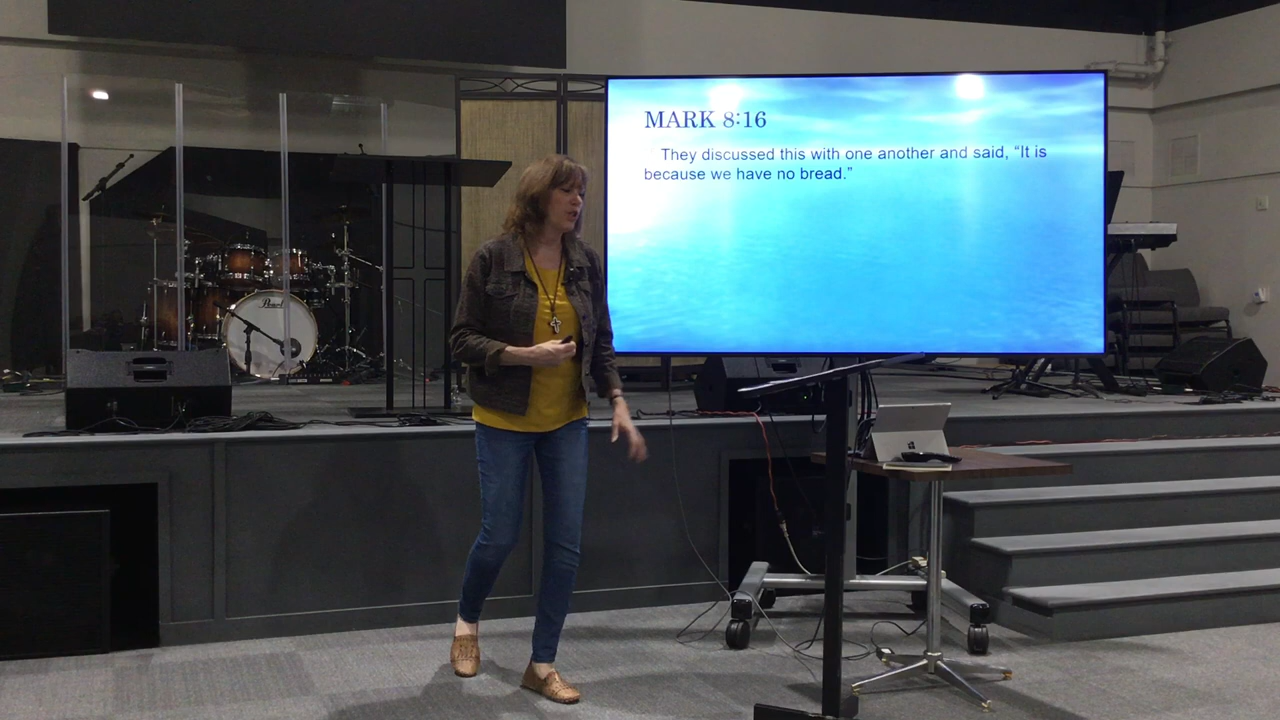 MARK 8:16
They discussed this with one another and said, “It is
because we have no bread.”
Pearl